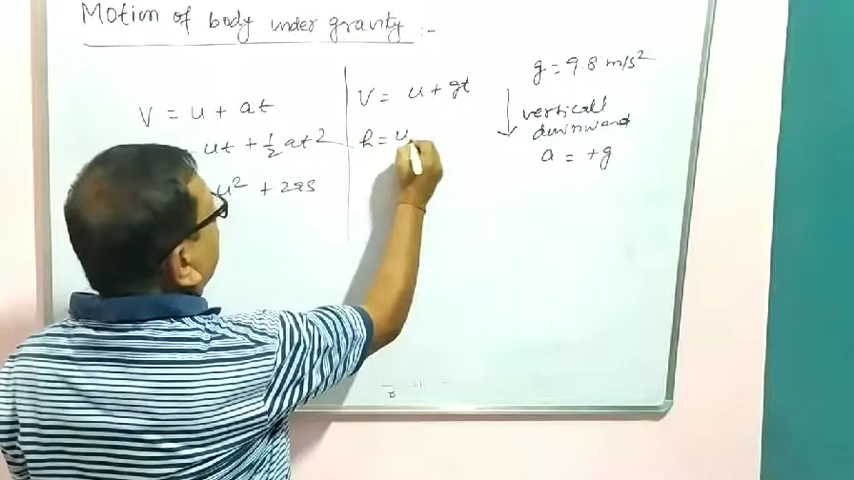 Motion of body under gravity :-
V = u + at
ut + 1/2 at²
u² + 2as
V = u + gt
h = u
g = 9.8 m/s²
↓ vertical
downward
a = +g